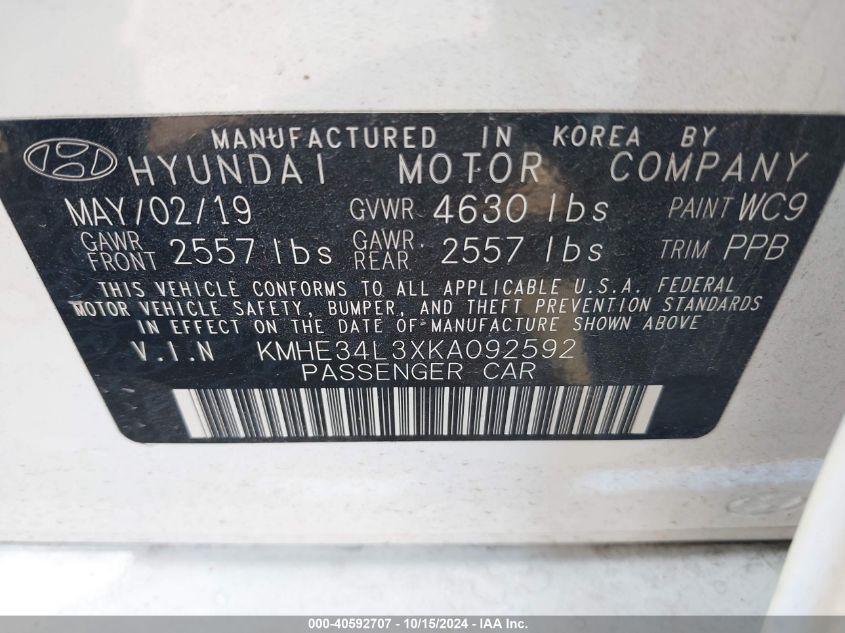 MANUFACTURED IN KOREA BY
HYUNDAI MOTOR COMPANY
MAY/02/19 GVWR 4630 lbs PAINT WC9
GAWR FRONT 2557 lbs GAWR REAR 2557 lbs TRIM PPB
THIS VEHICLE CONFORMS TO ALL APPLICABLE U.S.A. FEDERAL
MOTOR VEHICLE SAFETY, BUMPER, AND THEFT PREVENTION STANDARDS
IN EFFECT ON THE DATE OF MANUFACTURE SHOWN ABOVE
V.I.N KMHE34L3XKA092592
PASSENGER CAR
000-40592707 - 10/15/2024 - IAA Inc.